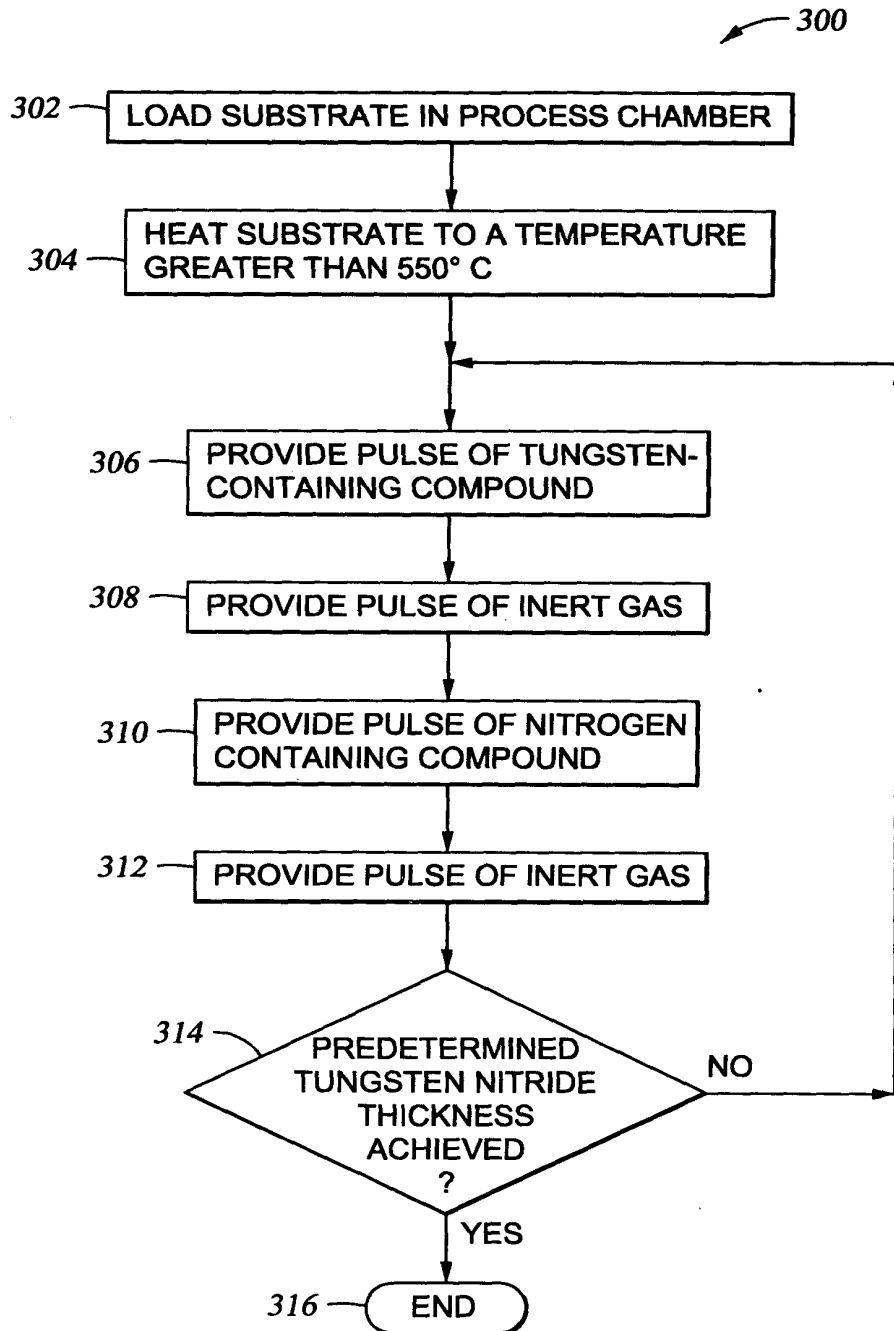 300
302
LOAD SUBSTRATE IN PROCESS CHAMBER
304
HEAT SUBSTRATE TO A TEMPERATURE
GREATER THAN 550° C
306
PROVIDE PULSE OF TUNGSTEN-
CONTAINING COMPOUND
308
PROVIDE PULSE OF INERT GAS
310
PROVIDE PULSE OF NITROGEN
CONTAINING COMPOUND
312
PROVIDE PULSE OF INERT GAS
314
PREDETERMINED
TUNGSTEN NITRIDE
THICKNESS
ACHIEVED
?
NO
YES
316
END